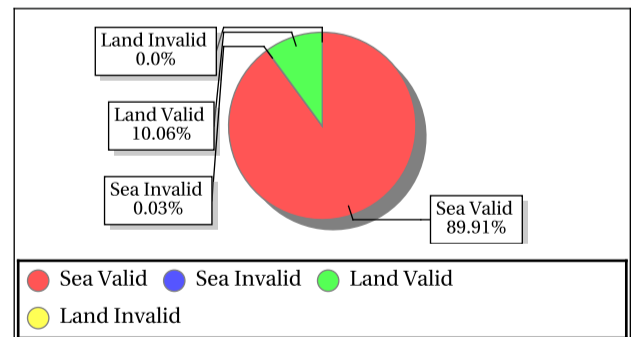 Land Invalid
0.0%
Land Valid
10.06%
Sea Invalid
0.03%
Sea Valid
89.91%
Sea Valid Sea Invalid Land Valid
Land Invalid